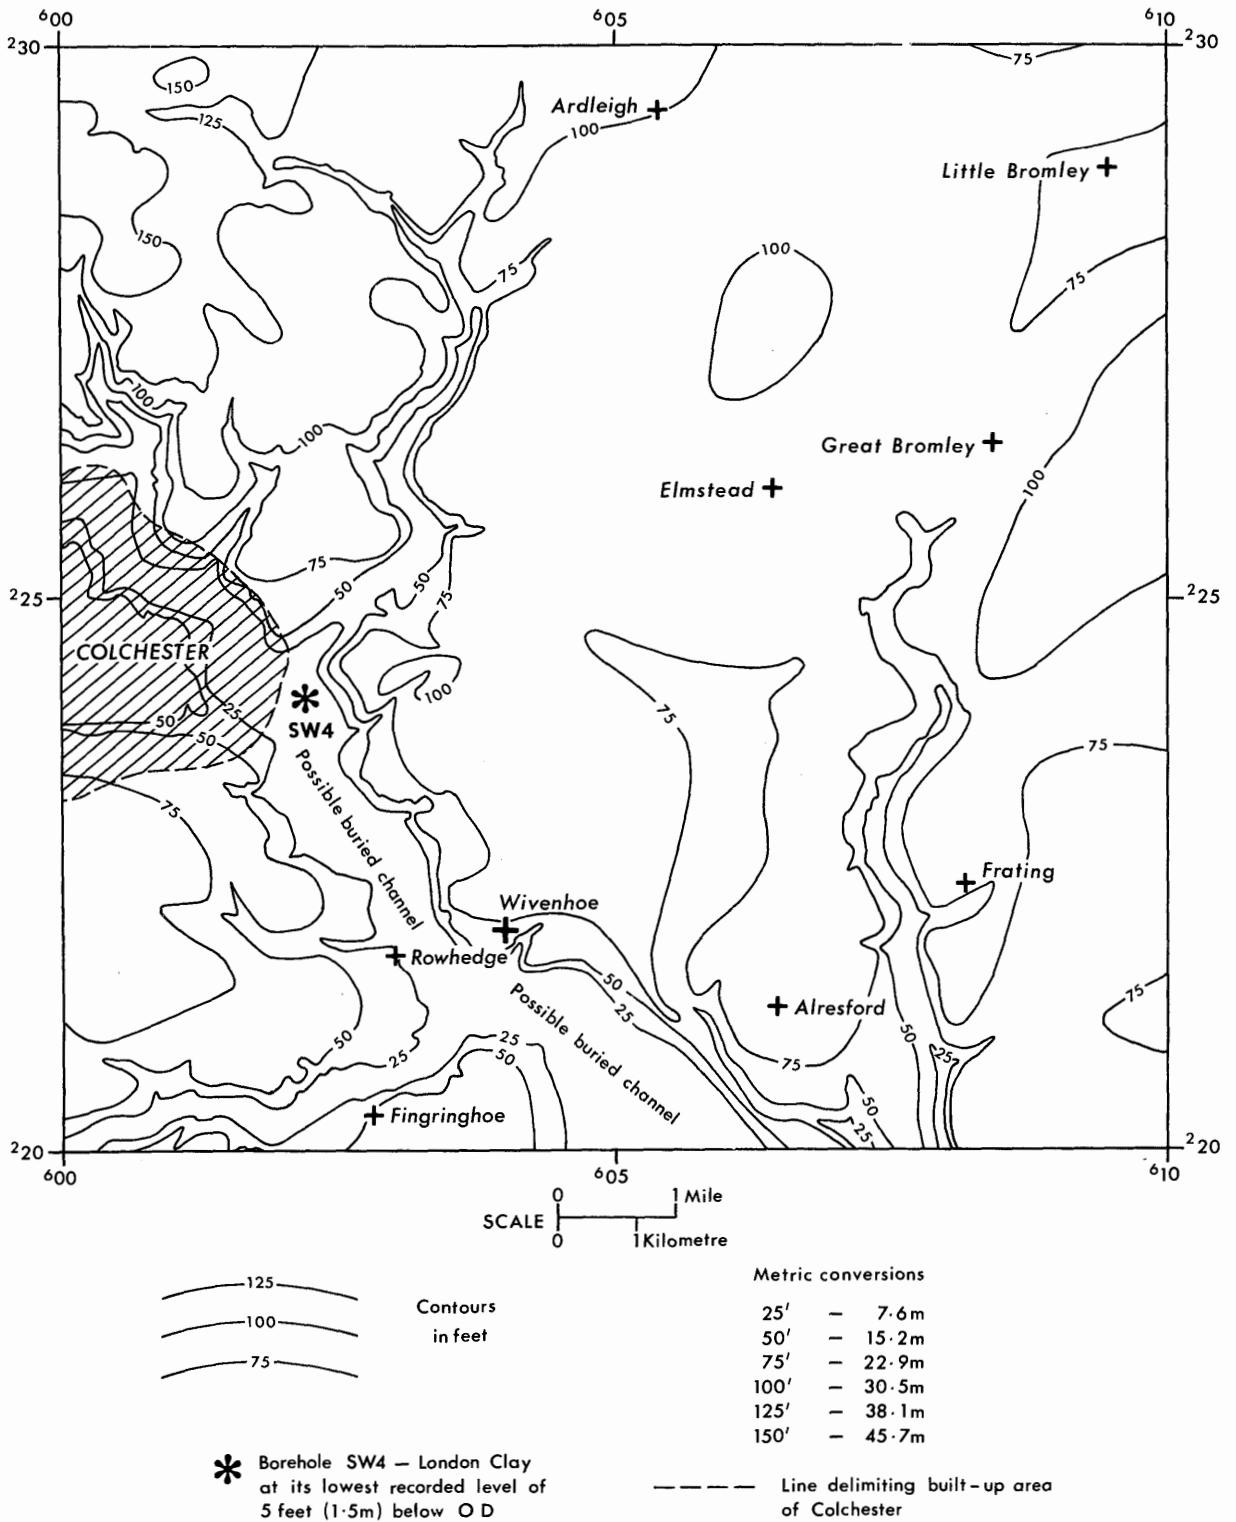 600
605
610
230
230
75
150
125
Ardleigh
100
Little Bromley
150
100
75
75
100
100
Great Bromley
Elmstead
100
75
50
50
75
225
225
COLCHESTER
100
SW4
25
50
50
75
75
75
Possible buried channel
Frating
Wivenhoe
Rowhedge
50
25
Possible buried channel
Alresford
75
50
25
50
25
25
50
75
50
25
Fingringhoe
220
220
600
605
610
0 1 Mile
SCALE
0 1 Kilometre
125
100
75
Contours
in feet
Metric conversions
25' – 7·6m
50' – 15·2m
75' – 22·9m
100' – 30·5m
125' – 38·1m
150' – 45·7m
Borehole SW4 – London Clay
at its lowest recorded level of
5 feet (1·5m) below O D
Line delimiting built-up area
of Colchester